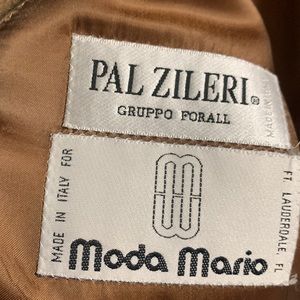 PAL ZILERI®
GRUPPO FORALL
MADE IN ITALY FOR
Moda Mario
FT. LAUDERDALE, FL